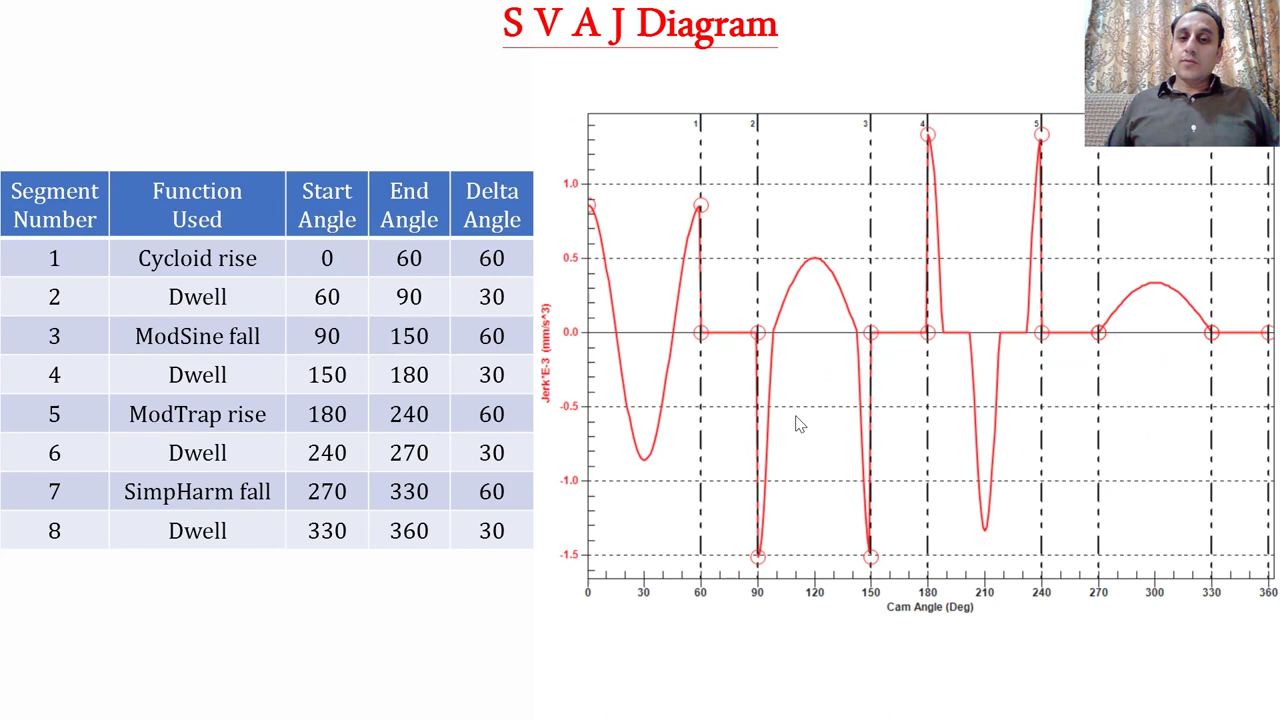 S V A J Diagram
Segment Number Function Used Start Angle End Angle Delta Angle
1 Cycloid rise 0 60 60
2 Dwell 60 90 30
3 ModSine fall 90 150 60
4 Dwell 150 180 30
5 ModTrap rise 180 240 60
6 Dwell 240 270 30
7 SimpHarm fall 270 330 60
8 Dwell 330 360 30
1 2 3 4 5
1.0
0.5
0.0
-0.5
-1.0
-1.5
Jerk*E-3 (mm/s^3)
0 30 60 90 120 150 180 210 240 270 300 330 360
Cam Angle (Deg)